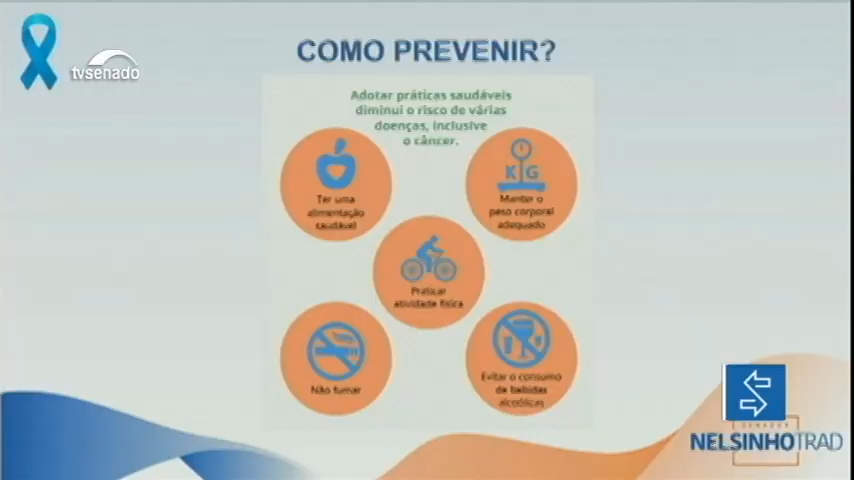 tvsenado
COMO PREVENIR?
Adotar práticas saudáveis
diminui o risco de várias
doenças, inclusive
o câncer.
Ter uma
alimentação
saudável
KG
Manter o
peso corporal
adequado
Praticar
atividade física
Não fumar
Evitar o consumo
de bebidas
alcoólicas
SENADOR
NELSINHOTRAD